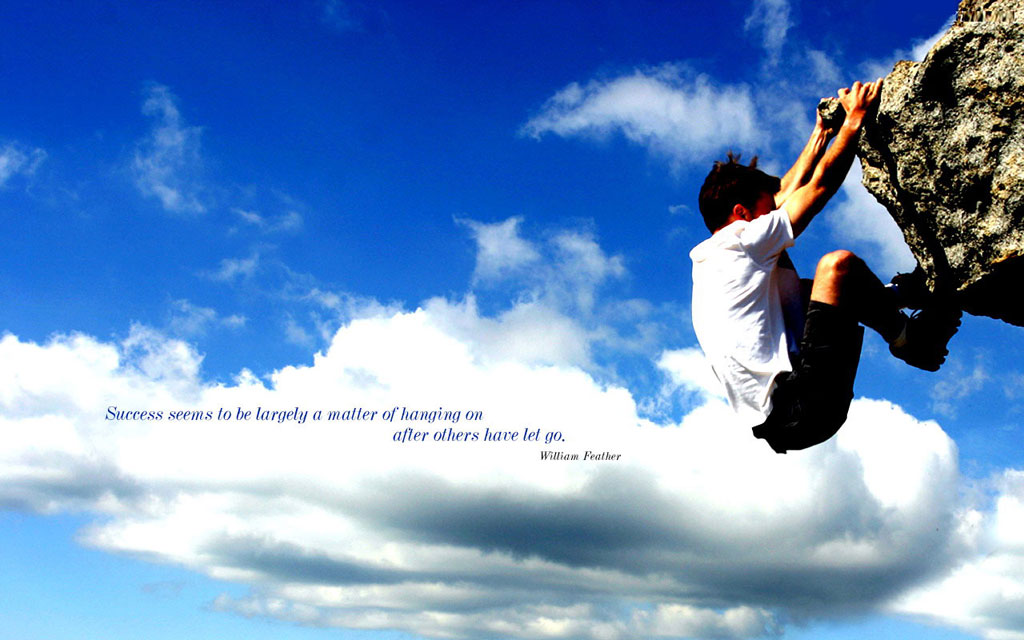 Success seems to be largely a matter of hanging on
after others have let go.
William Feather